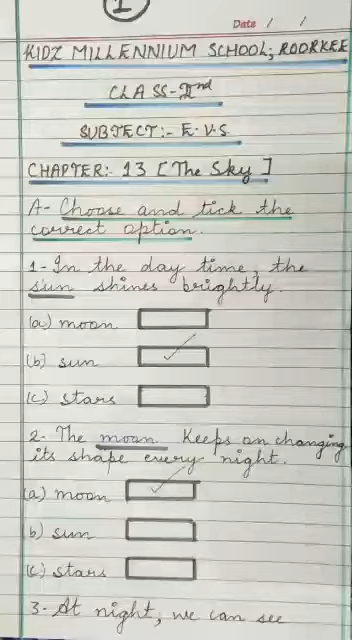 1
Date / /
KIDZ MILLENNIUM SCHOOL, ROORKEE
CLASS-2nd
SUBJECT:- E.V.S.
CHAPTER:- 13 [The Sky]
A- Choose and tick the
correct option.
1- In the day time, the
sun shines brightly.
(a) moon
(b) sun ✓
(c) stars
2- The moon Keeps on changing
its shape every night.
(a) moon ✓
b) sun
(c) stars
3- At night, we can see